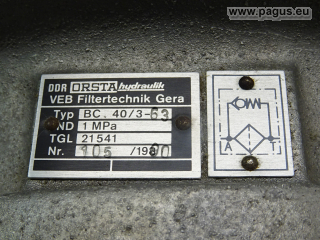 www.pagus.eu
DDR ORSTA hydraulik
VEB Filtertechnik Gera
Typ BC. 40/3-63
ND 1 MPa
TGL 21541
Nr. 105 /198
A T